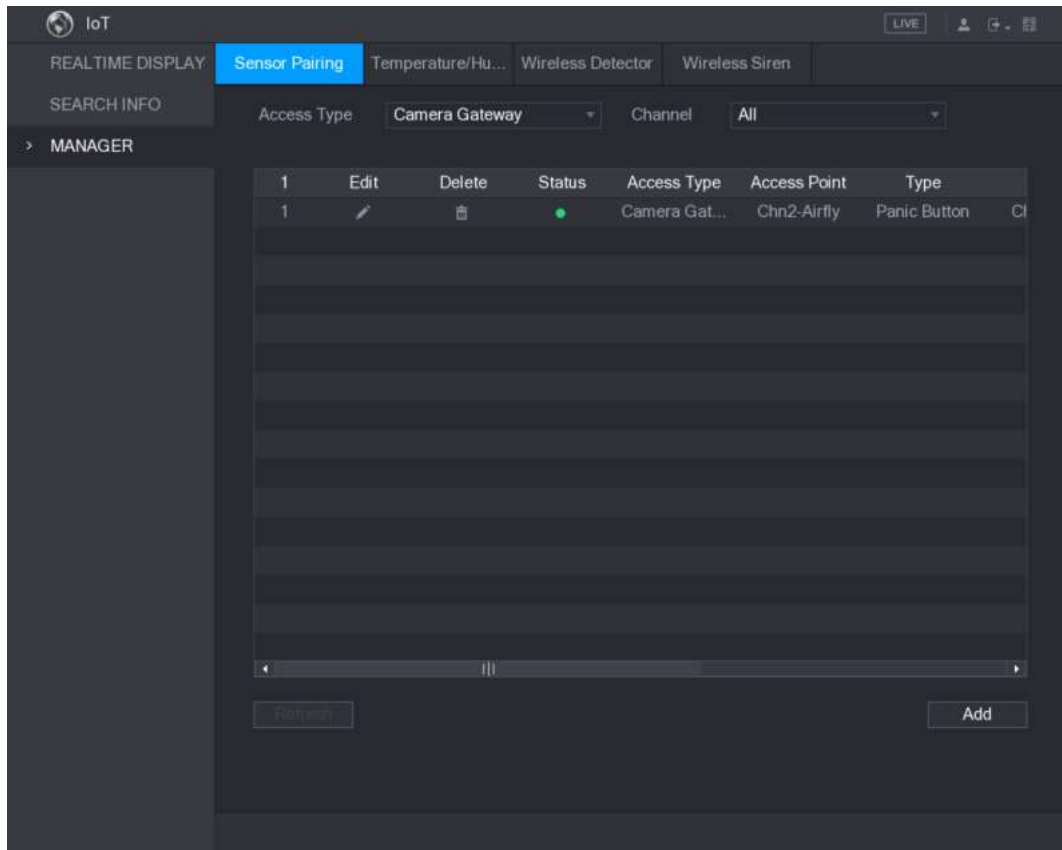 IoT LIVE
REALTIME DISPLAY
SEARCH INFO
> MANAGER
Sensor Pairing Temperature/Hu... Wireless Detector Wireless Siren
Access Type Camera Gateway Channel All
1 Edit Delete Status Access Type Access Point Type
1 Camera Gat... Chn2-Airfly Panic Button Ch
Refresh Add